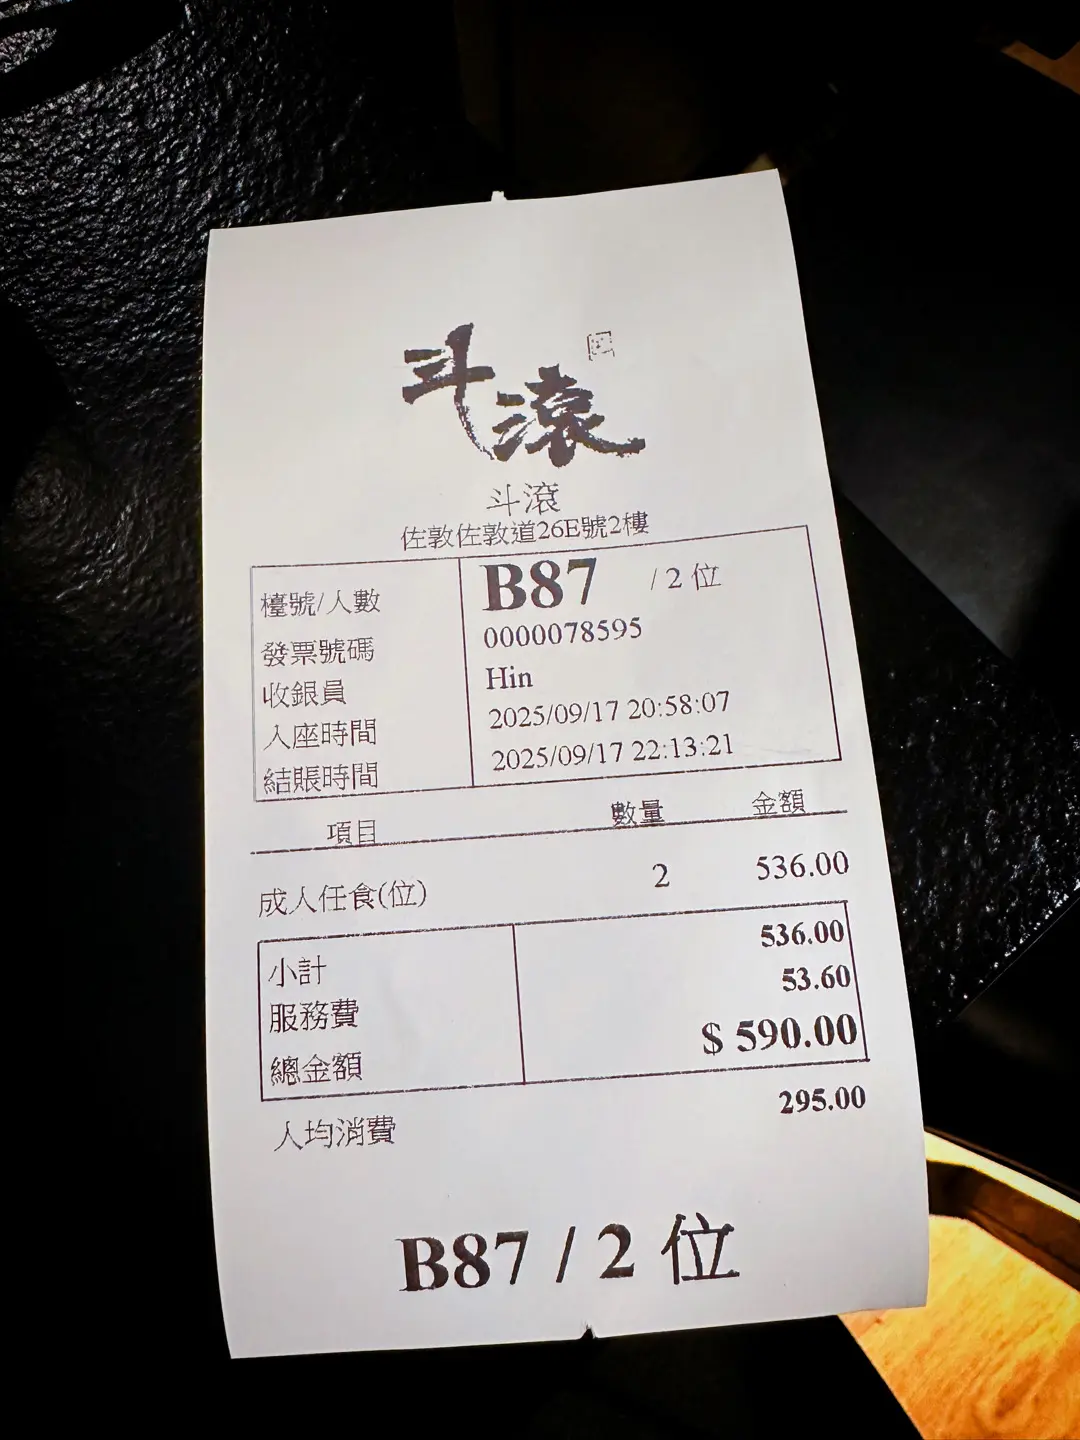 斗滾
斗滾
佐敦佐敦道26E號2樓
檯號/人數 B87 / 2 位
發票號碼 0000078595
收銀員 Hin
入座時間 2025/09/17 20:58:07
結賬時間 2025/09/17 22:13:21
項目 數量 金額
成人任食(位) 2 536.00
小計 536.00
服務費 53.60
總金額 $ 590.00
人均消費 295.00
B87 / 2 位